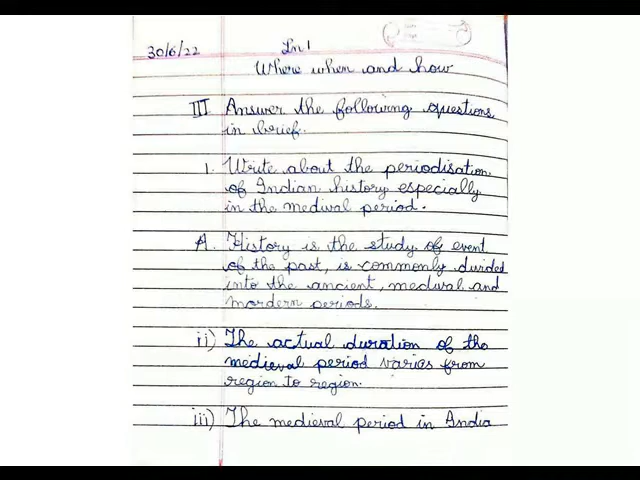 30/6/22 Ln 1
Where when and how
III Answer the following questions
in brief.
1. Write about the periodisation
of Indian history especially
in the medival period.
A. History is the study of event
of the past, is commonly divided
into the ancient, medival and
mordern periods.
ii) The actual duration of the
medieval period varies from
region to region.
iii) The medieval period in India